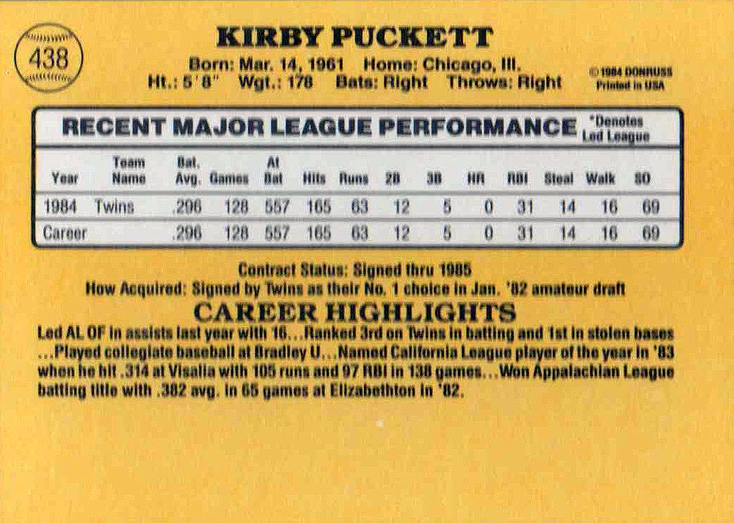 438
KIRBY PUCKETT
Born: Mar. 14, 1961 Home: Chicago, Ill.
Ht.: 5'8" Wgt.: 178 Bats: Right Throws: Right
© 1984 DONRUSS
Printed in USA
RECENT MAJOR LEAGUE PERFORMANCE *Denotes Led League
Year Team Name Bat. Avg. Games At Bat Hits Runs 2B 3B HR RBI Steal Walk SO
1984 Twins .296 128 557 165 63 12 5 0 31 14 16 69
Career .296 128 557 165 63 12 5 0 31 14 16 69
Contract Status: Signed thru 1985
How Acquired: Signed by Twins as their No. 1 choice in Jan. '82 amateur draft
CAREER HIGHLIGHTS
Led AL OF in assists last year with 16...Ranked 3rd on Twins in batting and 1st in stolen bases
...Played collegiate baseball at Bradley U...Named California League player of the year in '83
when he hit .314 at Visalia with 105 runs and 97 RBI in 138 games...Won Appalachian League
batting title with .382 avg. in 65 games at Elizabethton in '82.